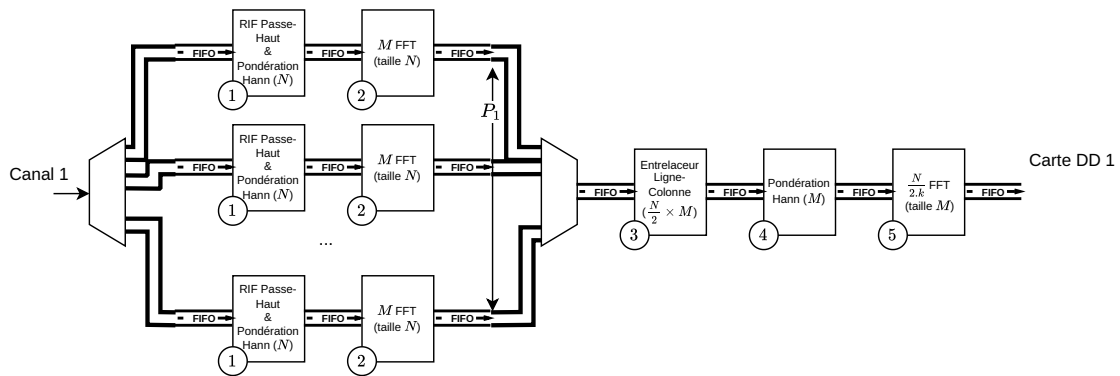 Canal 1
FIFO
RIF Passe-
Haut
&
Pondération
Hann (N)
1
FIFO
M FFT
(taille N)
2
FIFO
FIFO
RIF Passe-
Haut
&
Pondération
Hann (N)
1
FIFO
M FFT
(taille N)
2
FIFO
...
FIFO
RIF Passe-
Haut
&
Pondération
Hann (N)
1
FIFO
M FFT
(taille N)
2
FIFO
P₁
FIFO
Entrelaceur
Ligne-
Colonne
(N/2 × M)
3
FIFO
Pondération
Hann (M)
4
FIFO
N/2.k FFT
(taille M)
5
FIFO
Carte DD 1